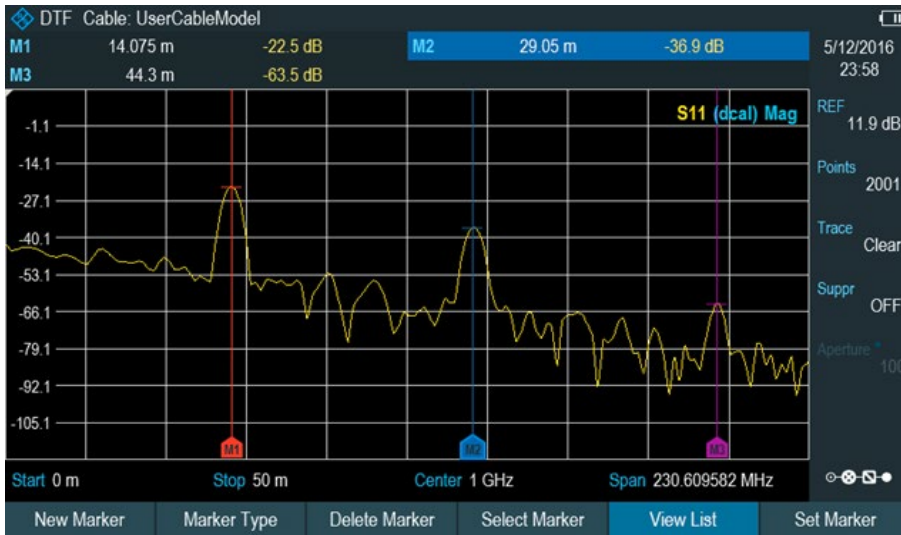 DTF Cable: UserCableModel
M1 14.075 m -22.5 dB M2 29.05 m -36.9 dB
M3 44.3 m -63.5 dB
5/12/2016
23:58
S11 (dcal) Mag
-1.1
-14.1
-27.1
-40.1
-53.1
-66.1
-79.1
-92.1
-105.1
M1
M2
M3
REF
11.9 dB
Points
2001
Trace
Clear
Suppr
OFF
Aperture
100
Start 0 m Stop 50 m Center 1 GHz Span 230.609582 MHz
New Marker Marker Type Delete Marker Select Marker View List Set Marker